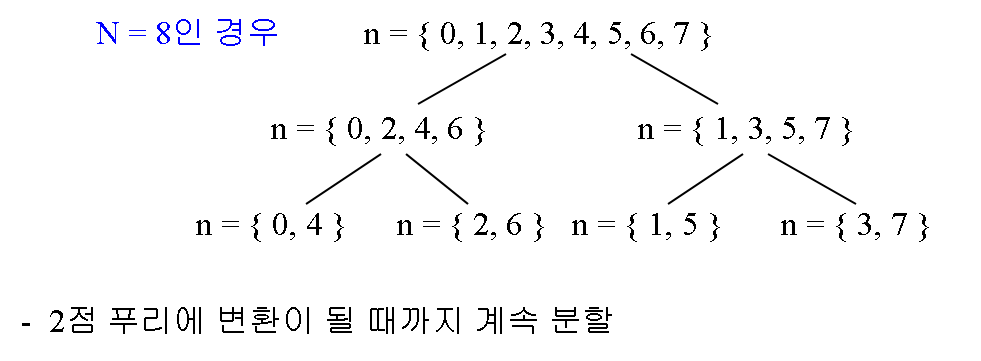 N = 8인 경우 n = { 0, 1, 2, 3, 4, 5, 6, 7 }
n = { 0, 2, 4, 6 } n = { 1, 3, 5, 7 }
n = { 0, 4 } n = { 2, 6 } n = { 1, 5 } n = { 3, 7 }
- 2점 푸리에 변환이 될 때까지 계속 분할